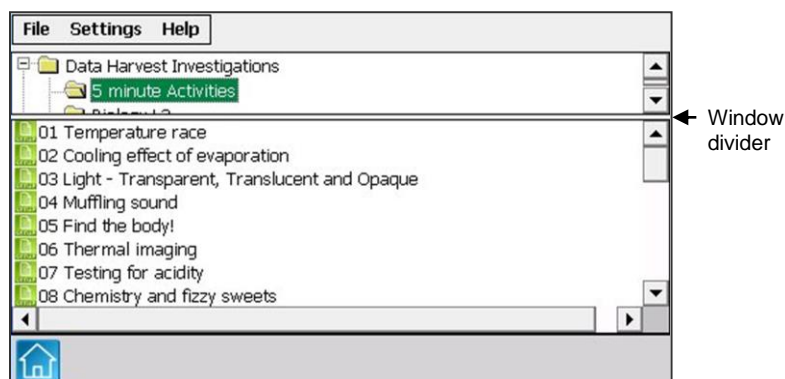 File Settings Help
Data Harvest Investigations
5 minute Activities
Window
divider
01 Temperature race
02 Cooling effect of evaporation
03 Light - Transparent, Translucent and Opaque
04 Muffling sound
05 Find the body!
06 Thermal imaging
07 Testing for acidity
08 Chemistry and fizzy sweets